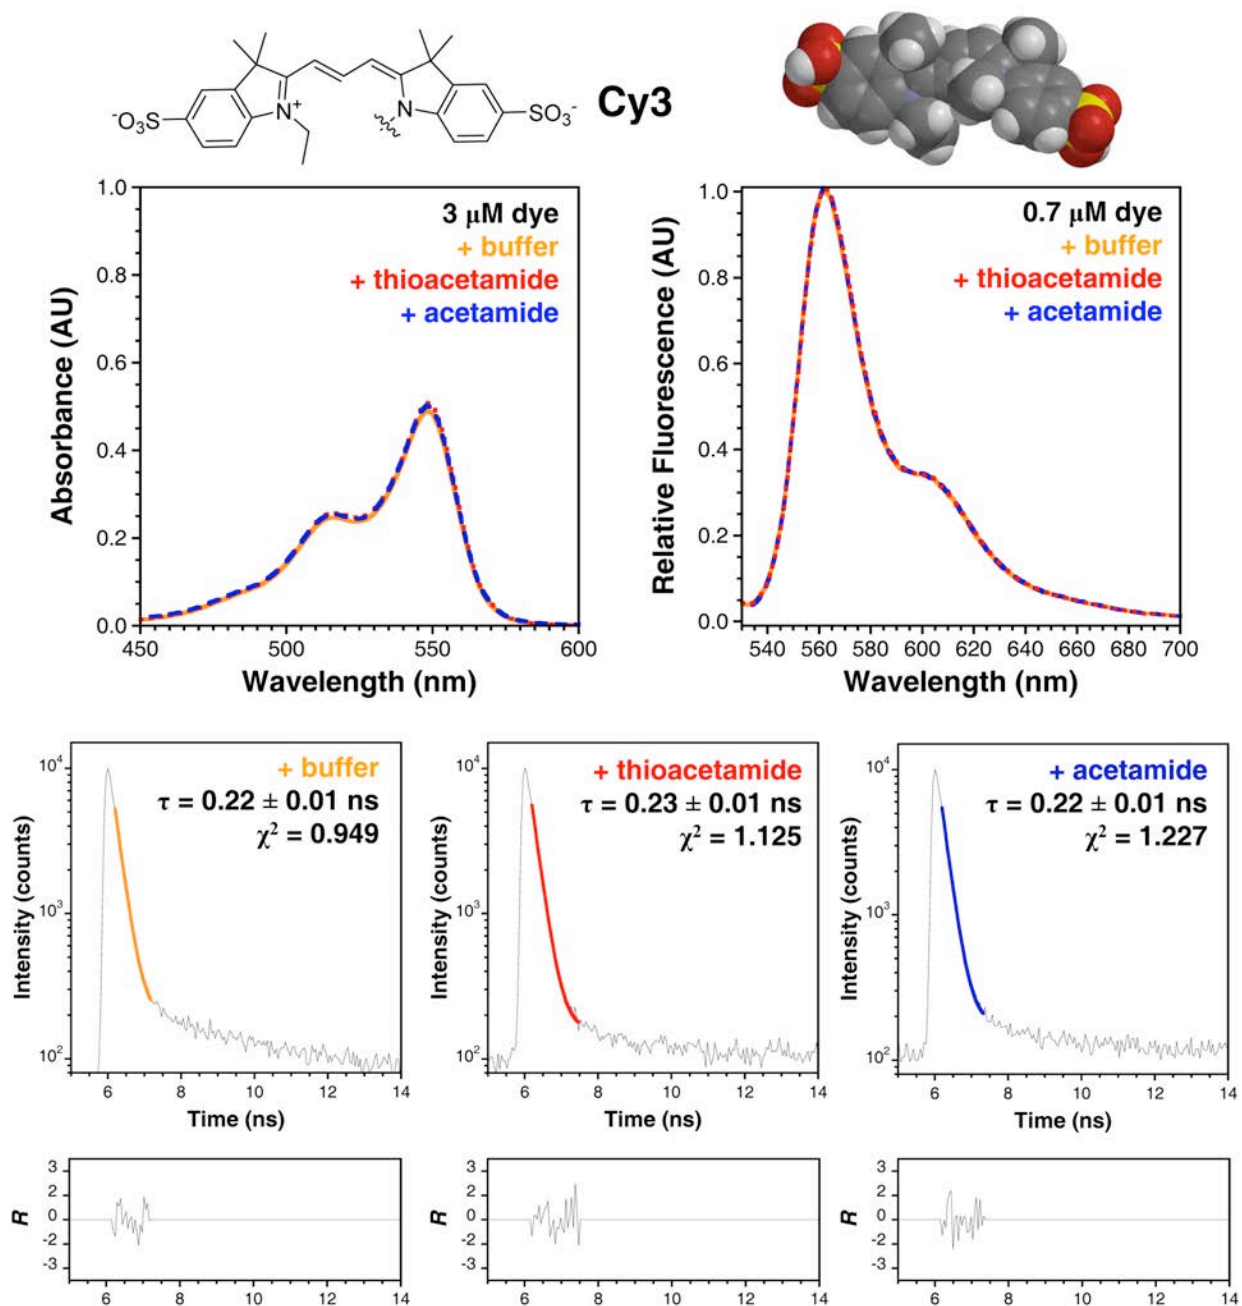 -O3S
N+
N
SO3-
Cy3
1.0
0.8
0.6
0.4
0.2
0.0
Absorbance (AU)
3 μM dye
+ buffer
+ thioacetamide
+ acetamide
450 500 550 600
Wavelength (nm)
1.0
0.8
0.6
0.4
0.2
0.0
Relative Fluorescence (AU)
0.7 μM dye
+ buffer
+ thioacetamide
+ acetamide
540 560 580 600 620 640 660 680 700
Wavelength (nm)
10⁴
10³
10²
Intensity (counts)
+ buffer
τ = 0.22 ± 0.01 ns
χ² = 0.949
6 8 10 12 14
Time (ns)
10⁴
10³
10²
Intensity (counts)
+ thioacetamide
τ = 0.23 ± 0.01 ns
χ² = 1.125
6 8 10 12 14
Time (ns)
10⁴
10³
10²
Intensity (counts)
+ acetamide
τ = 0.22 ± 0.01 ns
χ² = 1.227
6 8 10 12 14
Time (ns)
3
2
0
-2
-3
R
6 8 10 12 14
3
2
0
-2
-3
R
6 8 10 12 14
3
2
0
-2
-3
R
6 8 10 12 14